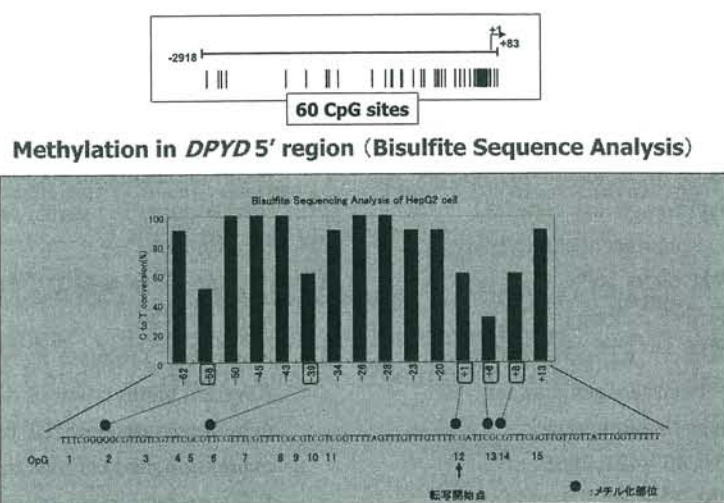 +1
-2918
+83
60 CpG sites
Methylation in DPYD 5' region (Bisulfite Sequence Analysis)
Bisulfite Sequencing Analysis of HepG2 cell
C to T conversion(%)
100
80
60
40
20
0
-62 -58 -50 -45 -43 -39 -34 -28 -23 -20 +1 +6 +8 +13
CpG 1 2 3 4 5 6 7 8 9 10 11 12 13 14 15
転写開始点
:メチル化部位